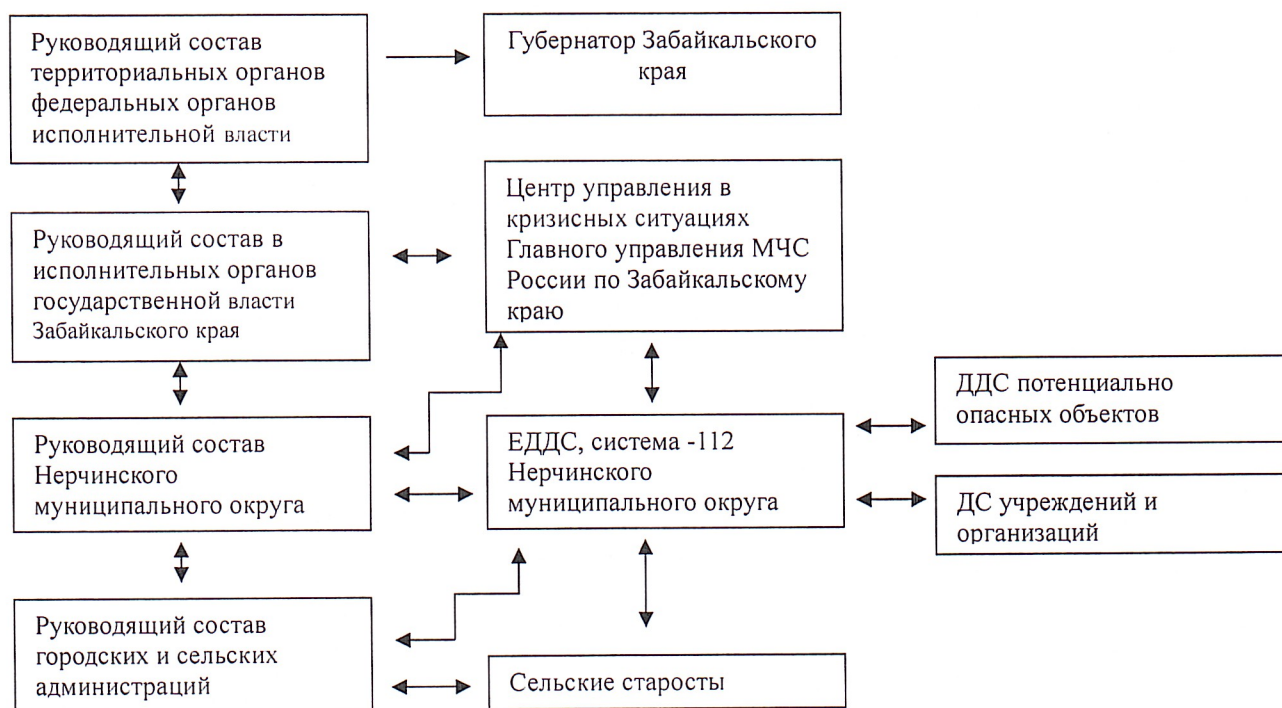 Руководящий состав
территориальных органов
федеральных органов
исполнительной власти
Губернатор Забайкальского
края
Руководящий состав в
исполнительных органов
государственной власти
Забайкальского края
Центр управления в
кризисных ситуациях
Главного управления МЧС
России по Забайкальскому
краю
Руководящий состав
Нерчинского
муниципального округа
ЕДДС, система -112
Нерчинского
муниципального округа
ДДС потенциально
опасных объектов
ДС учреждений и
организаций
Руководящий состав
городских и сельских
администраций
Сельские старосты